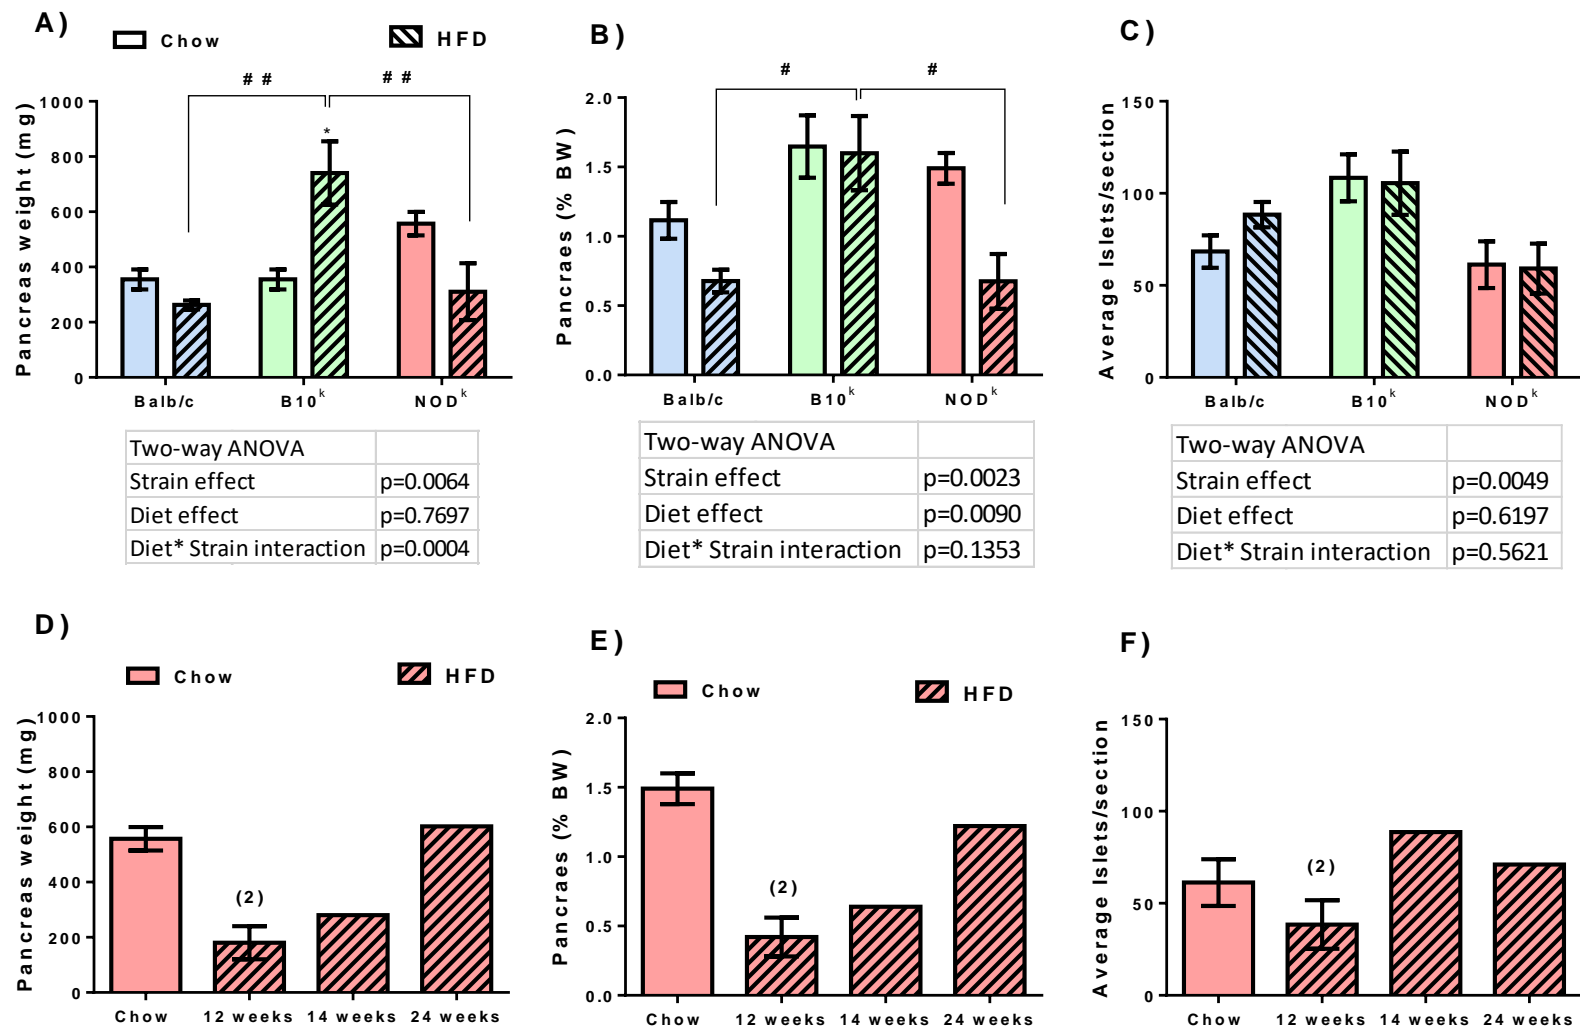 A)
Chow
HFD
# #
# #
*
Pancreas weight (mg)
1000
800
600
400
200
0
Balb/c
B10k
NODk
Two-way ANOVA
Strain effect p=0.0064
Diet effect p=0.7697
Diet* Strain interaction p=0.0004
B)
#
#
Pancraes (% BW)
2.0
1.5
1.0
0.5
0.0
Balb/c
B10k
NODk
Two-way ANOVA
Strain effect p=0.0023
Diet effect p=0.0090
Diet* Strain interaction p=0.1353
C)
Average Islets/section
150
100
50
0
Balb/c
B10k
NODk
Two-way ANOVA
Strain effect p=0.0049
Diet effect p=0.6197
Diet* Strain interaction p=0.5621
D)
Chow
HFD
Pancreas weight (mg)
1000
800
600
400
200
0
(2)
Chow
12 weeks
14 weeks
24 weeks
E)
Chow
HFD
Pancraes (% BW)
2.0
1.5
1.0
0.5
0.0
(2)
Chow
12 weeks
14 weeks
24 weeks
F)
Average Islets/section
150
100
50
0
(2)
Chow
12 weeks
14 weeks
24 weeks